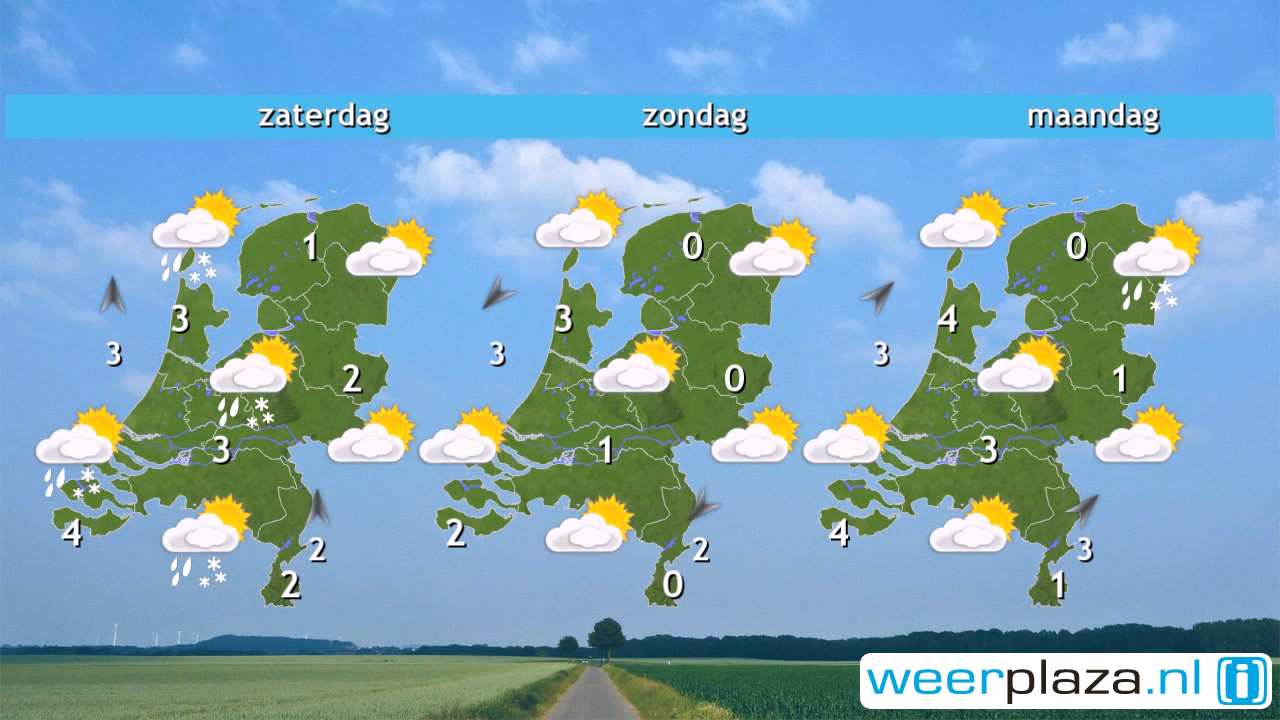 zaterdag zondag maandag
1 0 0
3 3 4
3 3 3
2 0 1
3 1 3
4 2 4
2 2 3
2 0 1
weerplaza.nl i